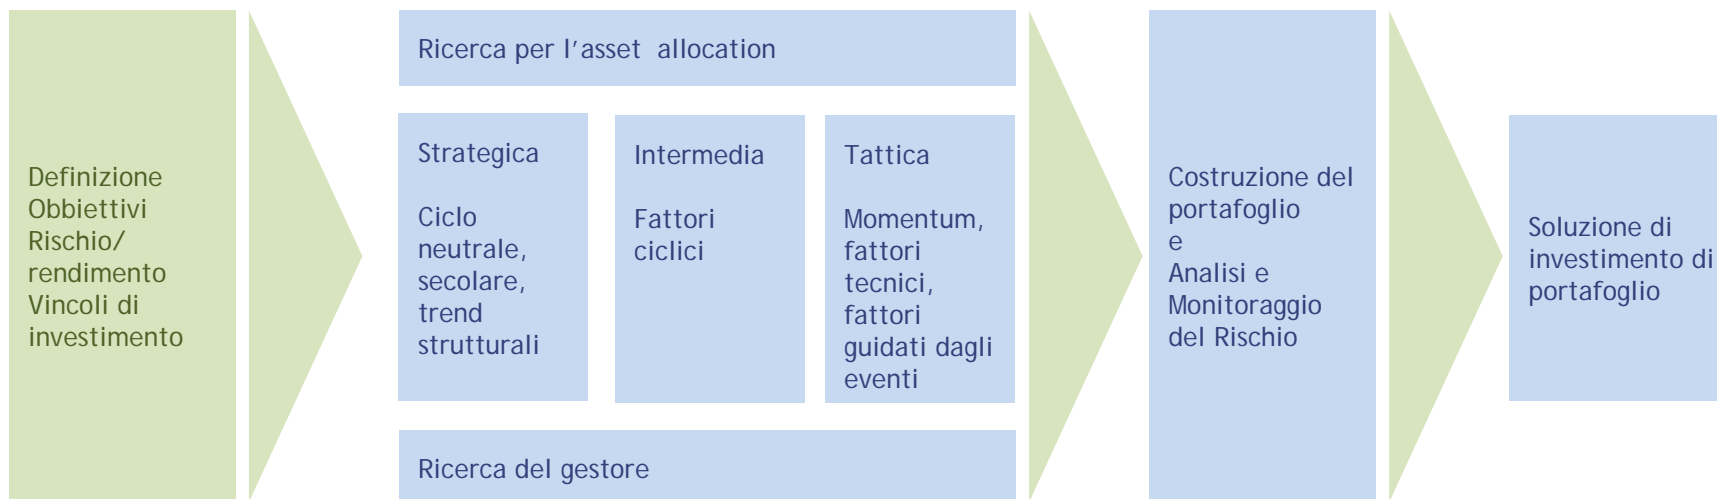 Definizione
Obbiettivi
Rischio/
rendimento
Vincoli di
investimento
Ricerca per l'asset allocation
Strategica
Ciclo
neutrale,
secolare,
trend
strutturali
Intermedia
Fattori
ciclici
Tattica
Momentum,
fattori
tecnici,
fattori
guidati dagli
eventi
Ricerca del gestore
Costruzione del
portafoglio
e
Analisi e
Monitoraggio
del Rischio
Soluzione di
investimento di
portafoglio